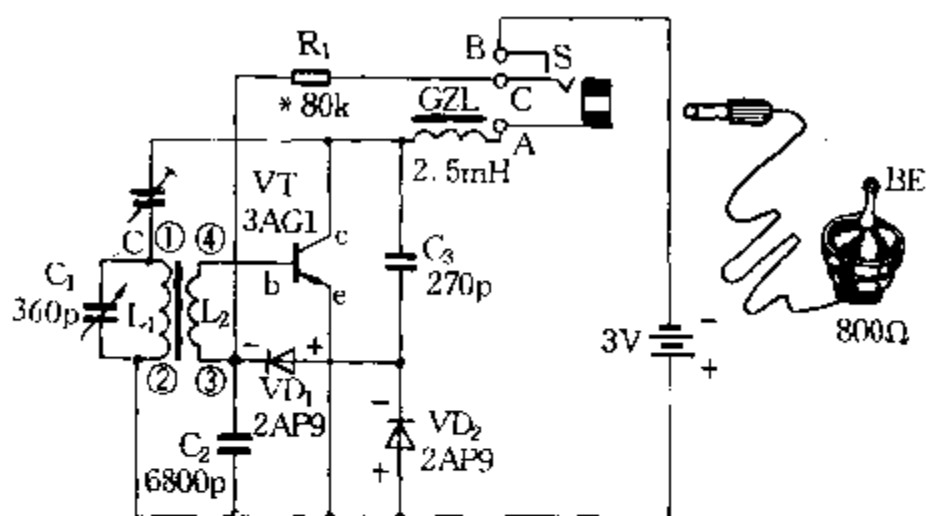 R₁
* 80k
B
S
C
GZL
A
2.5mH
VT
3AG1
BE
C
①
④
c
C₁
360p
b
e
C₃
270p
L₁
L₂
800Ω
3V
-
+
②
③
-
+
VD₁
2AP9
-
VD₂
+
2AP9
C₂
6800p